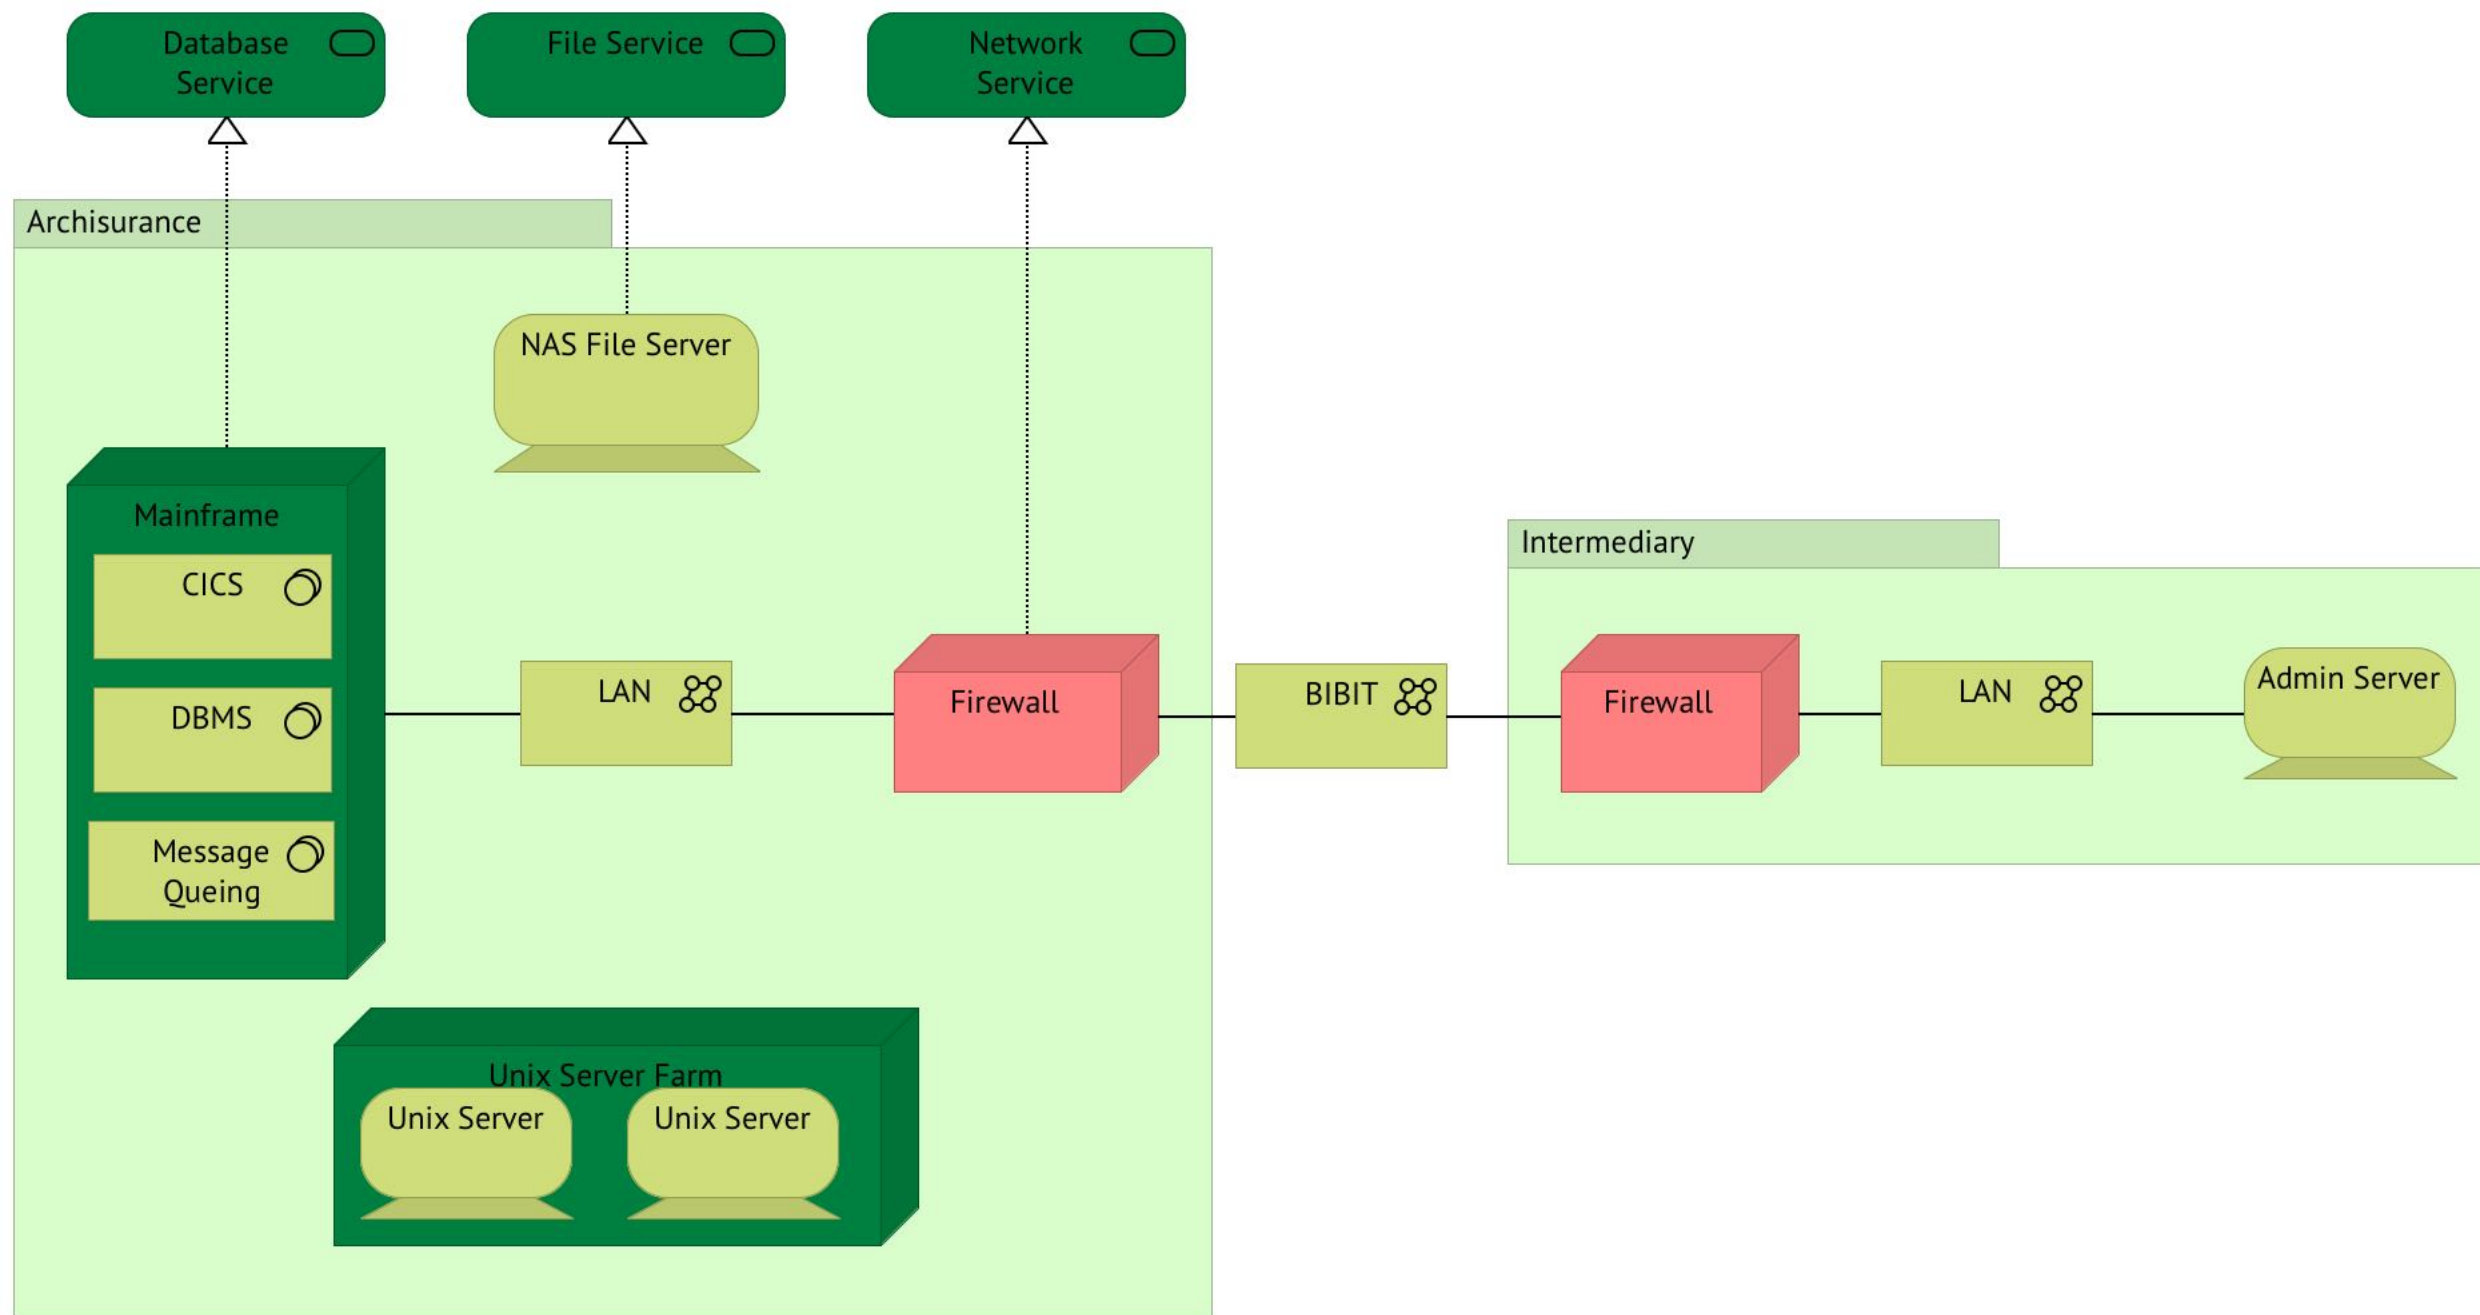 Database
Service
File Service
Network
Service
Archisurance
NAS File Server
Mainframe
CICS
DBMS
Message
Queing
LAN
Firewall
BIBIT
Intermediary
Firewall
LAN
Admin Server
Unix Server Farm
Unix Server
Unix Server